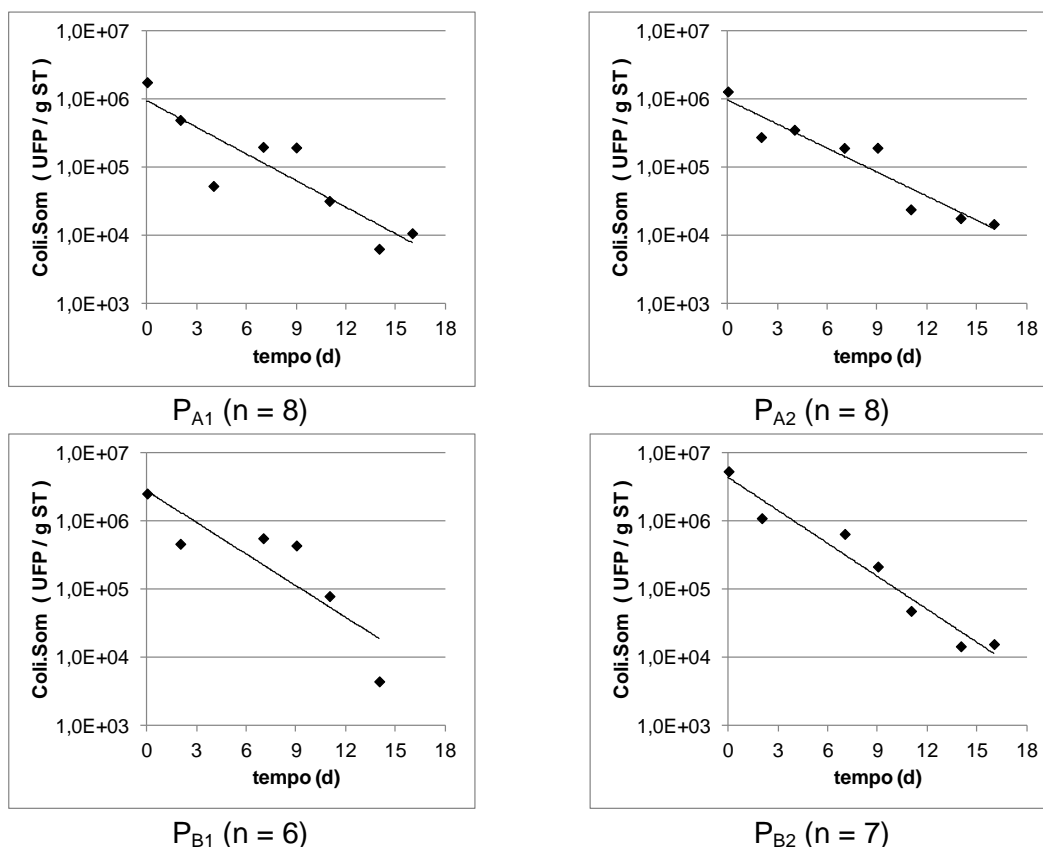 1,0E+07
1,0E+06
1,0E+05
1,0E+04
1,0E+03
Coli.Som ( UFP / g ST )
0 3 6 9 12 15 18
tempo (d)
P_A1 (n = 8)
1,0E+07
1,0E+06
1,0E+05
1,0E+04
1,0E+03
Coli.Som ( UFP / g ST )
0 3 6 9 12 15 18
tempo (d)
P_A2 (n = 8)
1,0E+07
1,0E+06
1,0E+05
1,0E+04
1,0E+03
Coli.Som ( UFP / g ST )
0 3 6 9 12 15 18
tempo (d)
P_B1 (n = 6)
1,0E+07
1,0E+06
1,0E+05
1,0E+04
1,0E+03
Coli.Som ( UFP / g ST )
0 3 6 9 12 15 18
tempo (d)
P_B2 (n = 7)